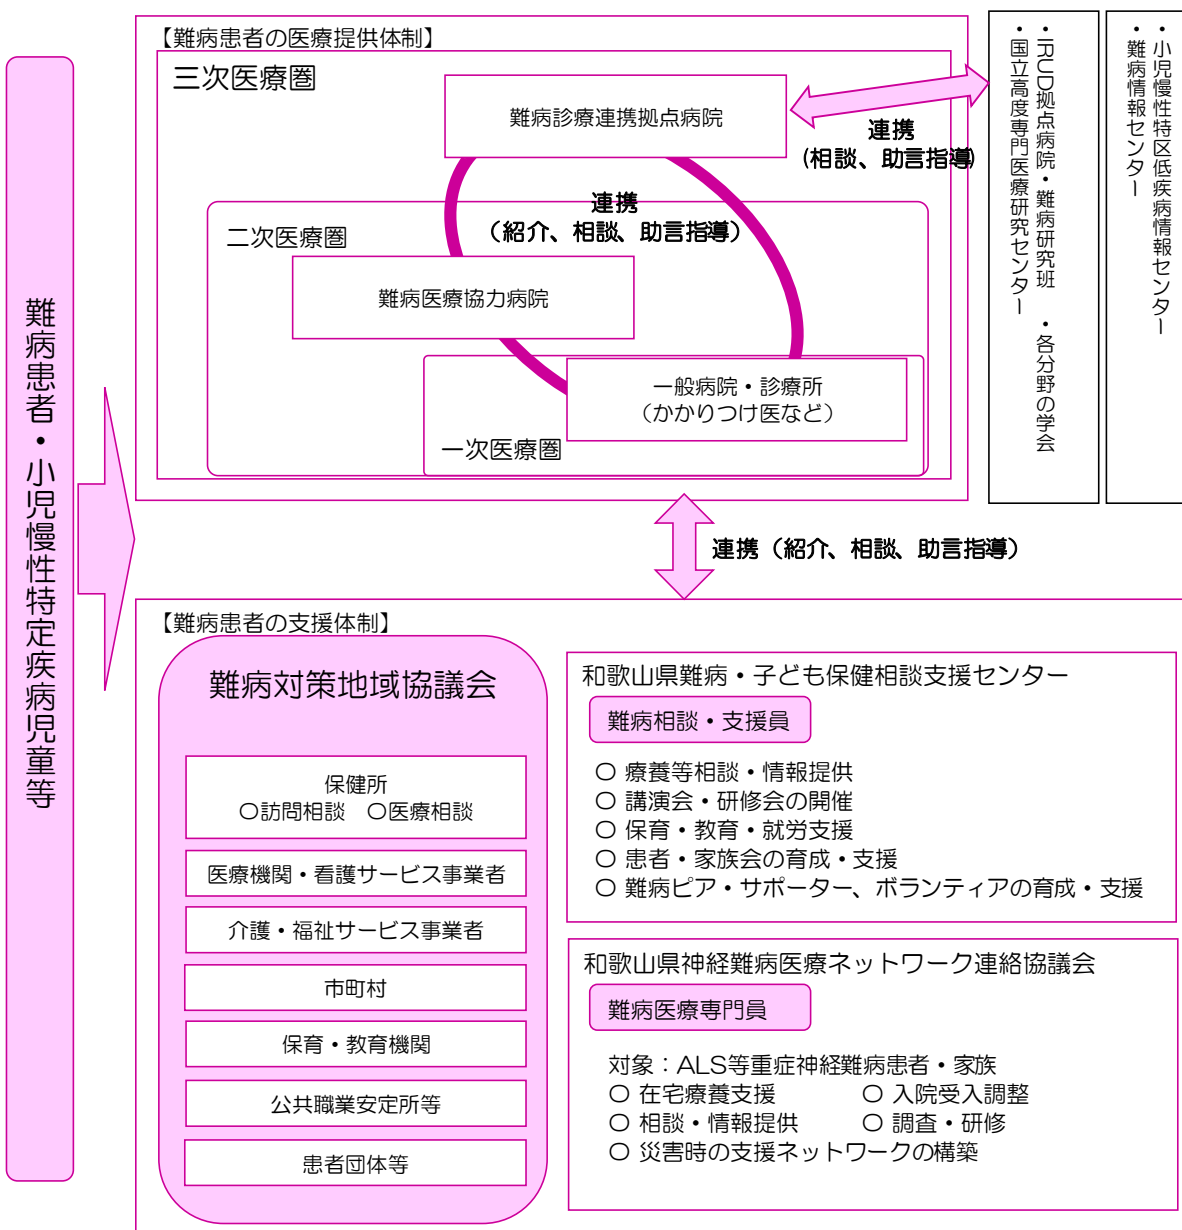 難病患者・小児慢性特定疾病児童等
【難病患者の医療提供体制】
三次医療圏
難病診療連携拠点病院
連携
(相談、助言指導)
連携
（紹介、相談、助言指導）
二次医療圏
難病医療協力病院
一般病院・診療所
（かかりつけ医など）
一次医療圏
・IRUD拠点病院・難病研究班　・各分野の学会
・国立高度専門医療研究センター
・小児慢性特区低疾病情報センター
・難病情報センター
連携（紹介、相談、助言指導）
【難病患者の支援体制】
難病対策地域協議会
保健所
〇訪問相談　〇医療相談
医療機関・看護サービス事業者
介護・福祉サービス事業者
市町村
保育・教育機関
公共職業安定所等
患者団体等
和歌山県難病・子ども保健相談支援センター
難病相談・支援員
〇 療養等相談・情報提供
〇 講演会・研修会の開催
〇 保育・教育・就労支援
〇 患者・家族会の育成・支援
〇 難病ピア・サポーター、ボランティアの育成・支援
和歌山県神経難病医療ネットワーク連絡協議会
難病医療専門員
対象：ALS等重症神経難病患者・家族
〇 在宅療養支援　〇 入院受入調整
〇 相談・情報提供　〇 調査・研修
〇 災害時の支援ネットワークの構築